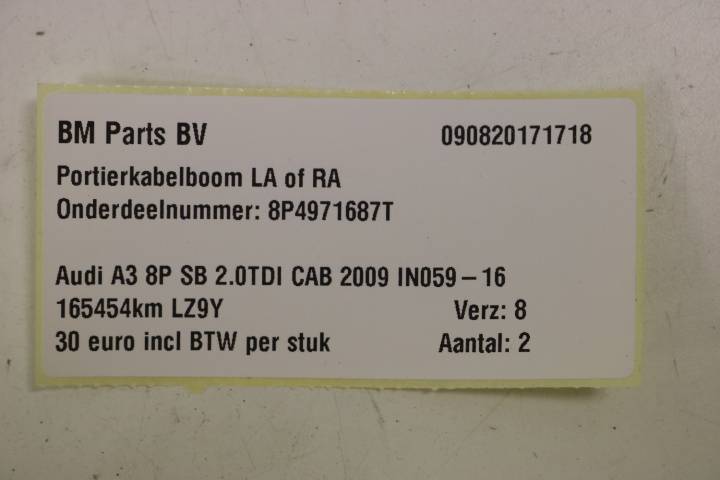 BM Parts BV 090820171718
Portierkabelboom LA of RA
Onderdeelnummer: 8P4971687T
Audi A3 8P SB 2.0TDI CAB 2009 IN059-16
165454km LZ9Y Verz: 8
30 euro incl BTW per stuk Aantal: 2